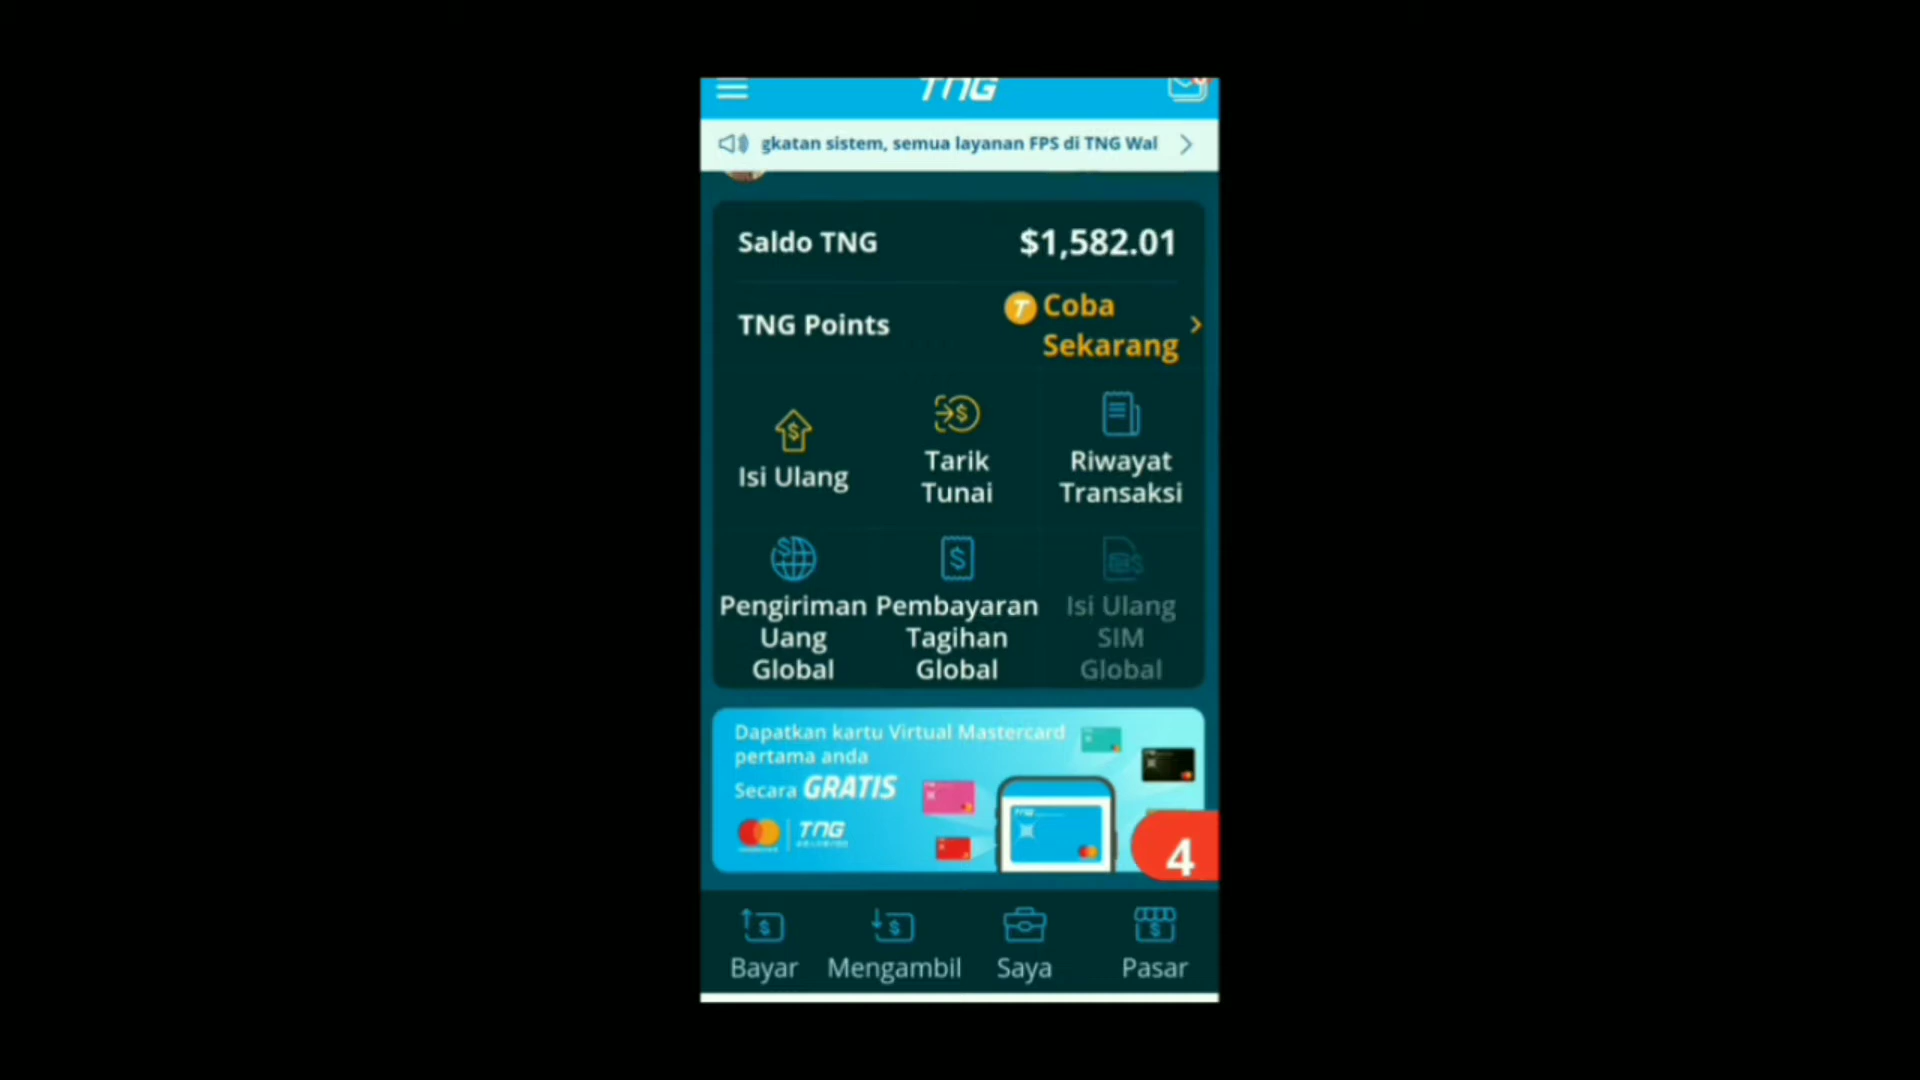 TNG
gkatan sistem, semua layanan FPS di TNG Wal
Saldo TNG
$1,582.01
TNG Points
Coba
Sekarang
Isi Ulang
Tarik
Tunai
Riwayat
Transaksi
Pengiriman
Uang
Global
Pembayaran
Tagihan
Global
Isi Ulang
SIM
Global
Dapatkan kartu Virtual Mastercard
pertama anda
Secara GRATIS
TNG
4
Bayar
Mengambil
Saya
Pasar